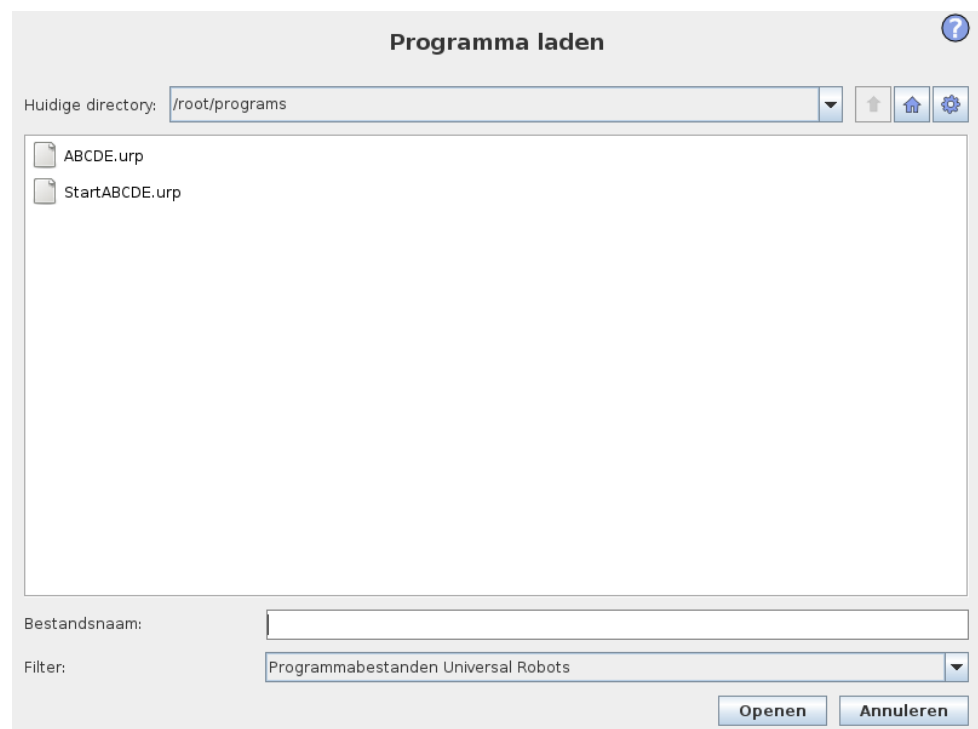 Programma laden
?
Huidige directory: /root/programs
ABCDE.urp
StartABCDE.urp
Bestandsnaam:
Filter: Programmabestanden Universal Robots
Openen Annuleren